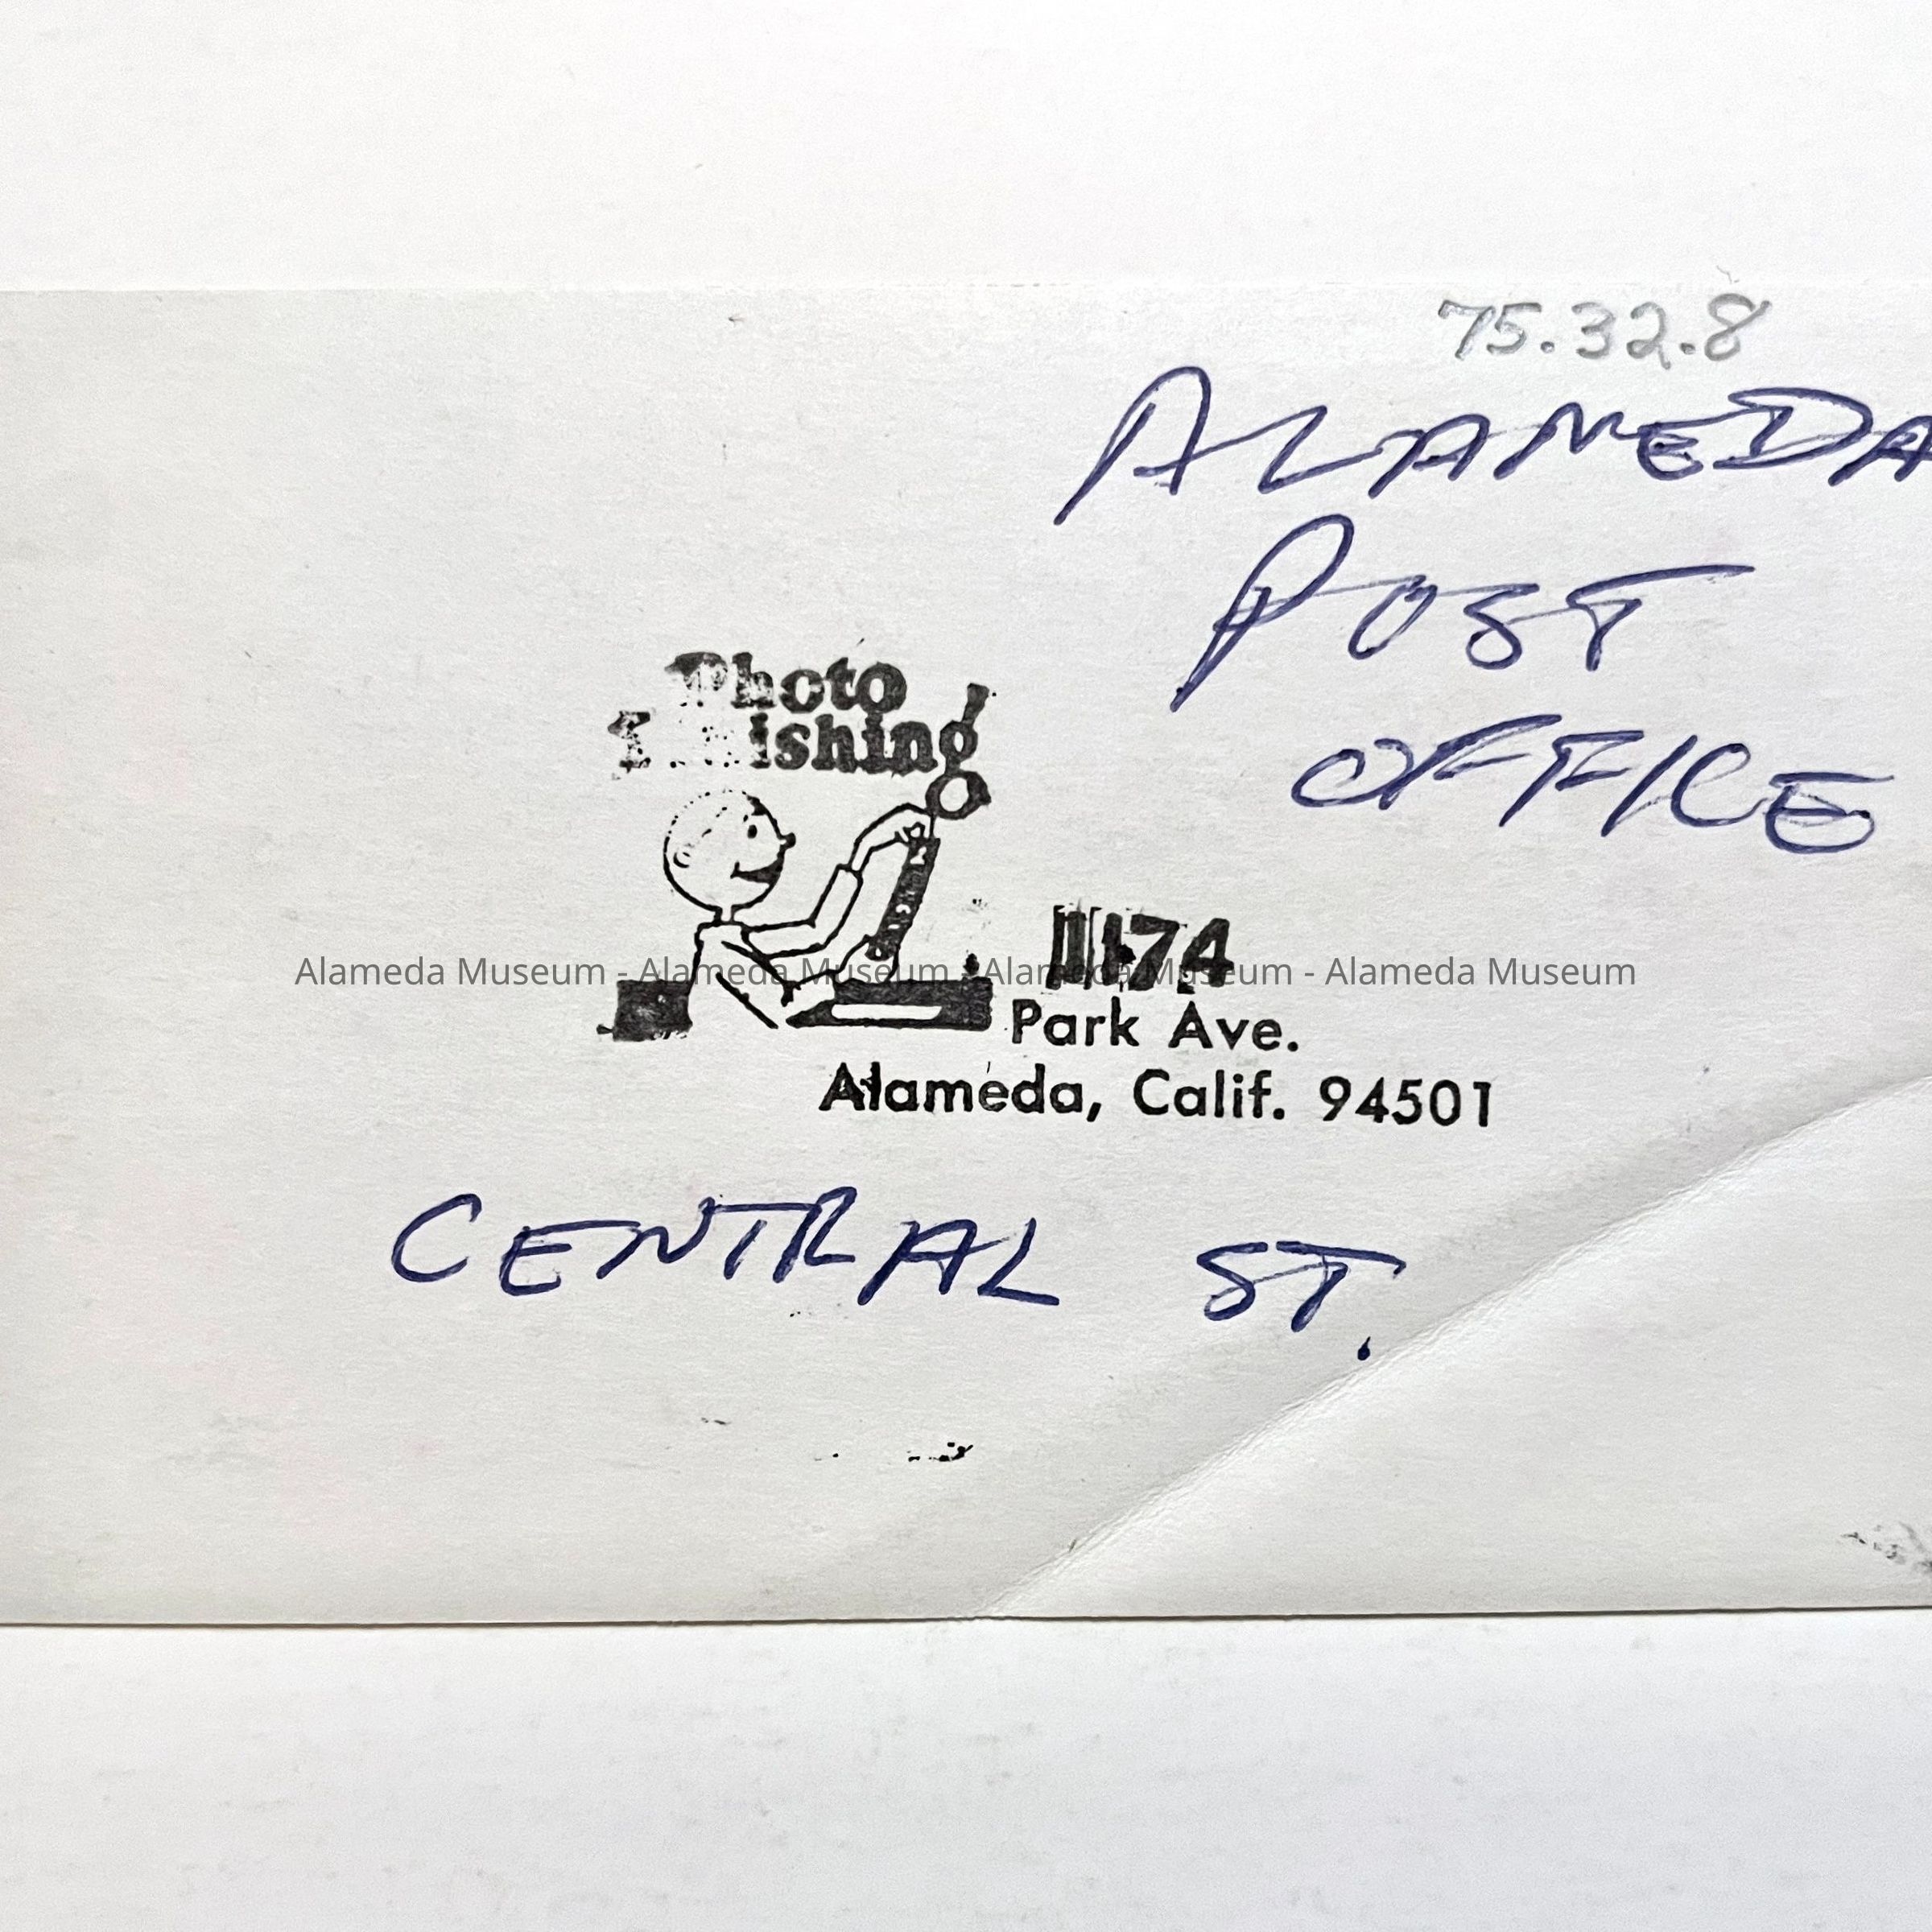 75.32.8
ALAMEDA
POST
OFFICE
Photo
ishing!
Alameda Museum - Alameda Museum - Alameda Museum - Alameda Museum
Park Ave.
Alameda, Calif. 94501
CENTRAL ST.